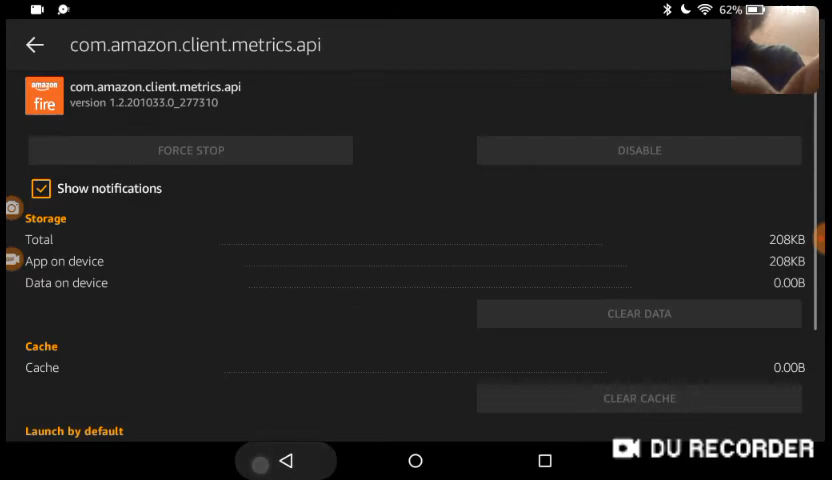 62%
com.amazon.client.metrics.api
amazon
fire
com.amazon.client.metrics.api
version 1.2.201033.0_277310
FORCE STOP
DISABLE
Show notifications
Storage
Total
208KB
App on device
208KB
Data on device
0.00B
CLEAR DATA
Cache
Cache
0.00B
CLEAR CACHE
Launch by default
DU RECORDER